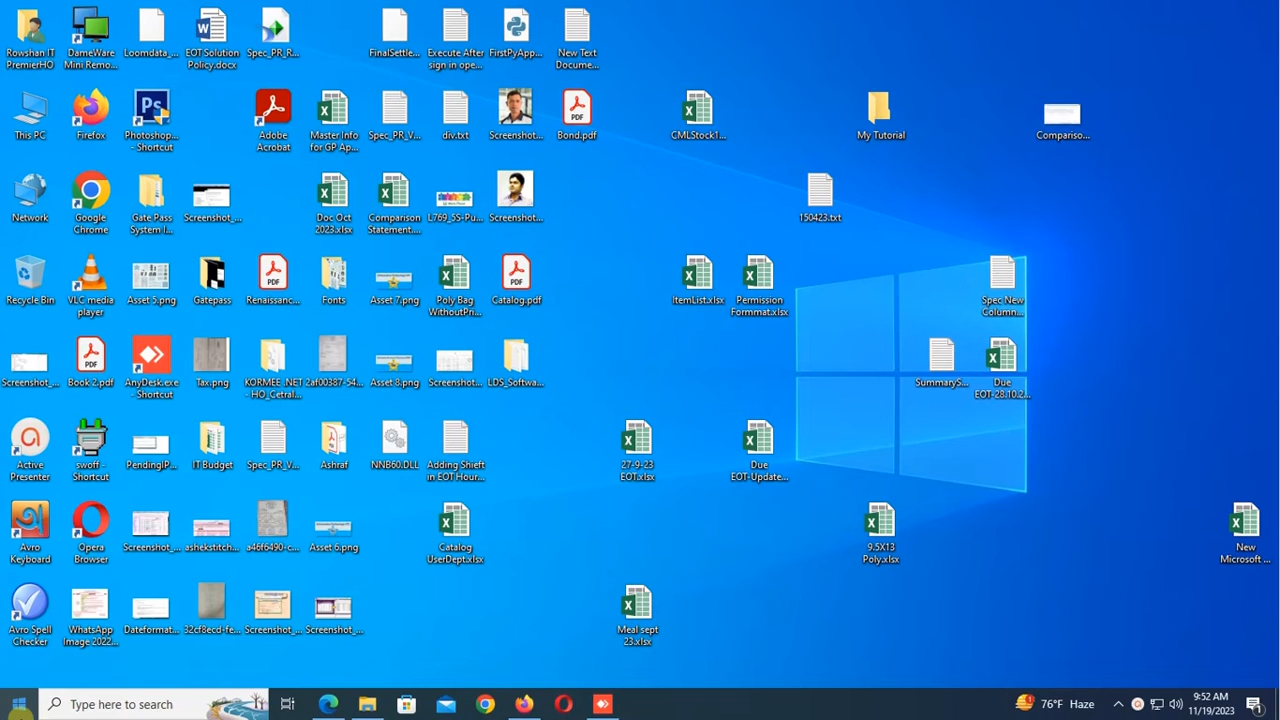 Rowshan IT
PremierHO
DameWare
Mini Remo...
Loomdata_...
EOT Solution
Policy.docx
Spec_PR_R...
FinalSettle...
Execute After
sign in ope...
FirstPyApp...
New Text
Docume...
This PC
Firefox
Photoshop...
- Shortcut
Adobe
Acrobat
Master Info
for GP Ap...
Spec_PR_V...
div.txt
Screenshot...
Bond.pdf
CMLStock1...
My Tutorial
Compariso...
Network
Google
Chrome
Gate Pass
System I...
Screenshot_...
Doc Oct
2023.xlsx
Comparison
Statement....
L769_5S-Pu...
Screenshot...
150423.txt
Recycle Bin
VLC media
player
Asset 5.png
Gatepass
Renaissanc...
Fonts
Asset 7.png
Poly Bag
WithoutPri...
Catalog.pdf
ItemList.xlsx
Permission
Formmat.xlsx
Spec New
Column...
Screenshot_...
Book 2.pdf
AnyDesk.exe
- Shortcut
Tax.png
KORMEE .NET
- HO_Cetral...
2af00387-54...
Asset 8.png
Screenshot...
LDS_Softwa...
SummaryS...
Due
EOT-28.10.2...
Active
Presenter
swoff -
Shortcut
PendingIP...
IT Budget
Spec_PR_V...
Ashraf
NNB60.DLL
Adding Shieft
in EOT Hour...
27-9-23
EOT.xlsx
Due
EOT-Update...
Avro
Keyboard
Opera
Browser
Screenshot_...
ashekstitch...
a46f6490-c...
Asset 6.png
Catalog
UserDept.xlsx
9.5X13
Poly.xlsx
New
Microsoft ...
Avro Spell
Checker
WhatsApp
Image 2022...
Dateformat...
32cf8ecd-fe...
Screenshot_...
Screenshot_...
Meal sept
23.xlsx
Type here to search
76°F Haze
9:52 AM
11/19/2023